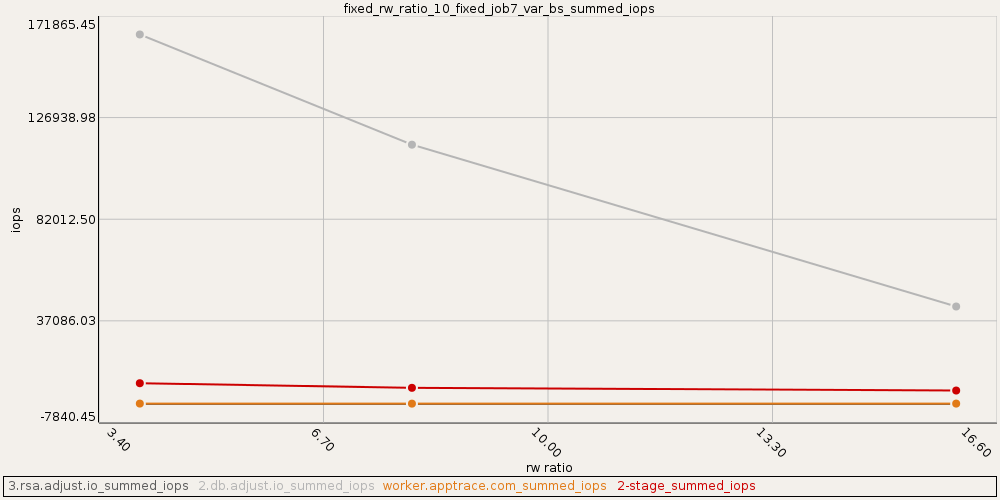 fixed_rw_ratio_10_fixed_job7_var_bs_summed_iops
171865.45
126938.98
82012.50
37086.03
-7840.45
iops
3.40
6.70
10.00
13.30
16.60
rw ratio
3.rsa.adjust.io_summed_iops 2.db.adjust.io_summed_iops worker.apptrace.com_summed_iops 2-stage_summed_iops